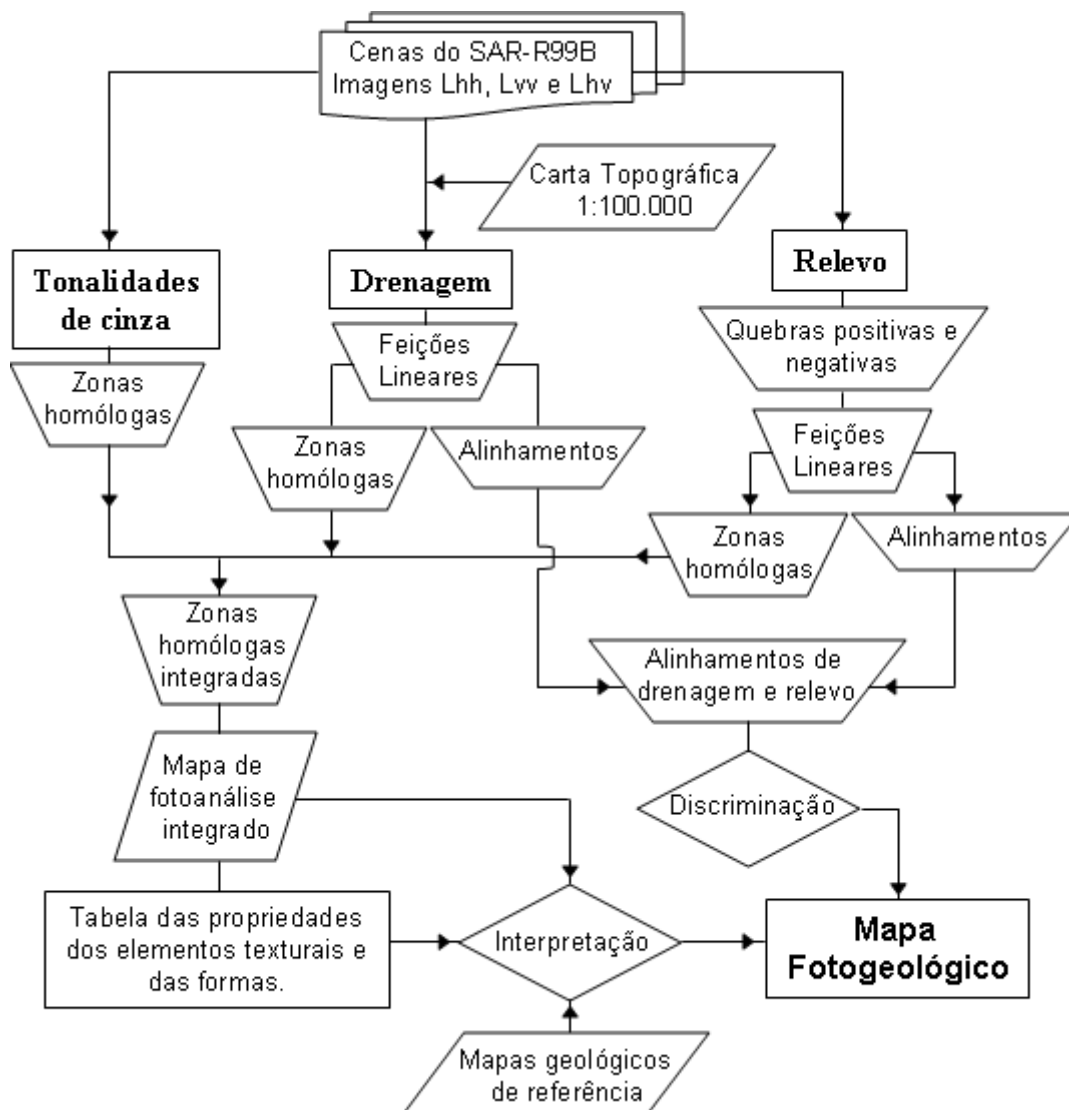 Cenas do SAR-R99B
Imagens Lhh, Lvv e Lhv
Carta Topográfica
1:100.000
Tonalidades
de cinza
Drenagem
Relevo
Zonas
homólogas
Feições
Lineares
Quebras positivas e
negativas
Zonas
homólogas
Alinhamentos
Feições
Lineares
Zonas
homólogas
Alinhamentos
Zonas
homólogas
integradas
Alinhamentos de
drenagem e relevo
Mapa de
fotoanálise
integrado
Discriminação
Tabela das propriedades
dos elementos texturais e
das formas.
Interpretação
Mapa
Fotogeológico
Mapas geológicos
de referência